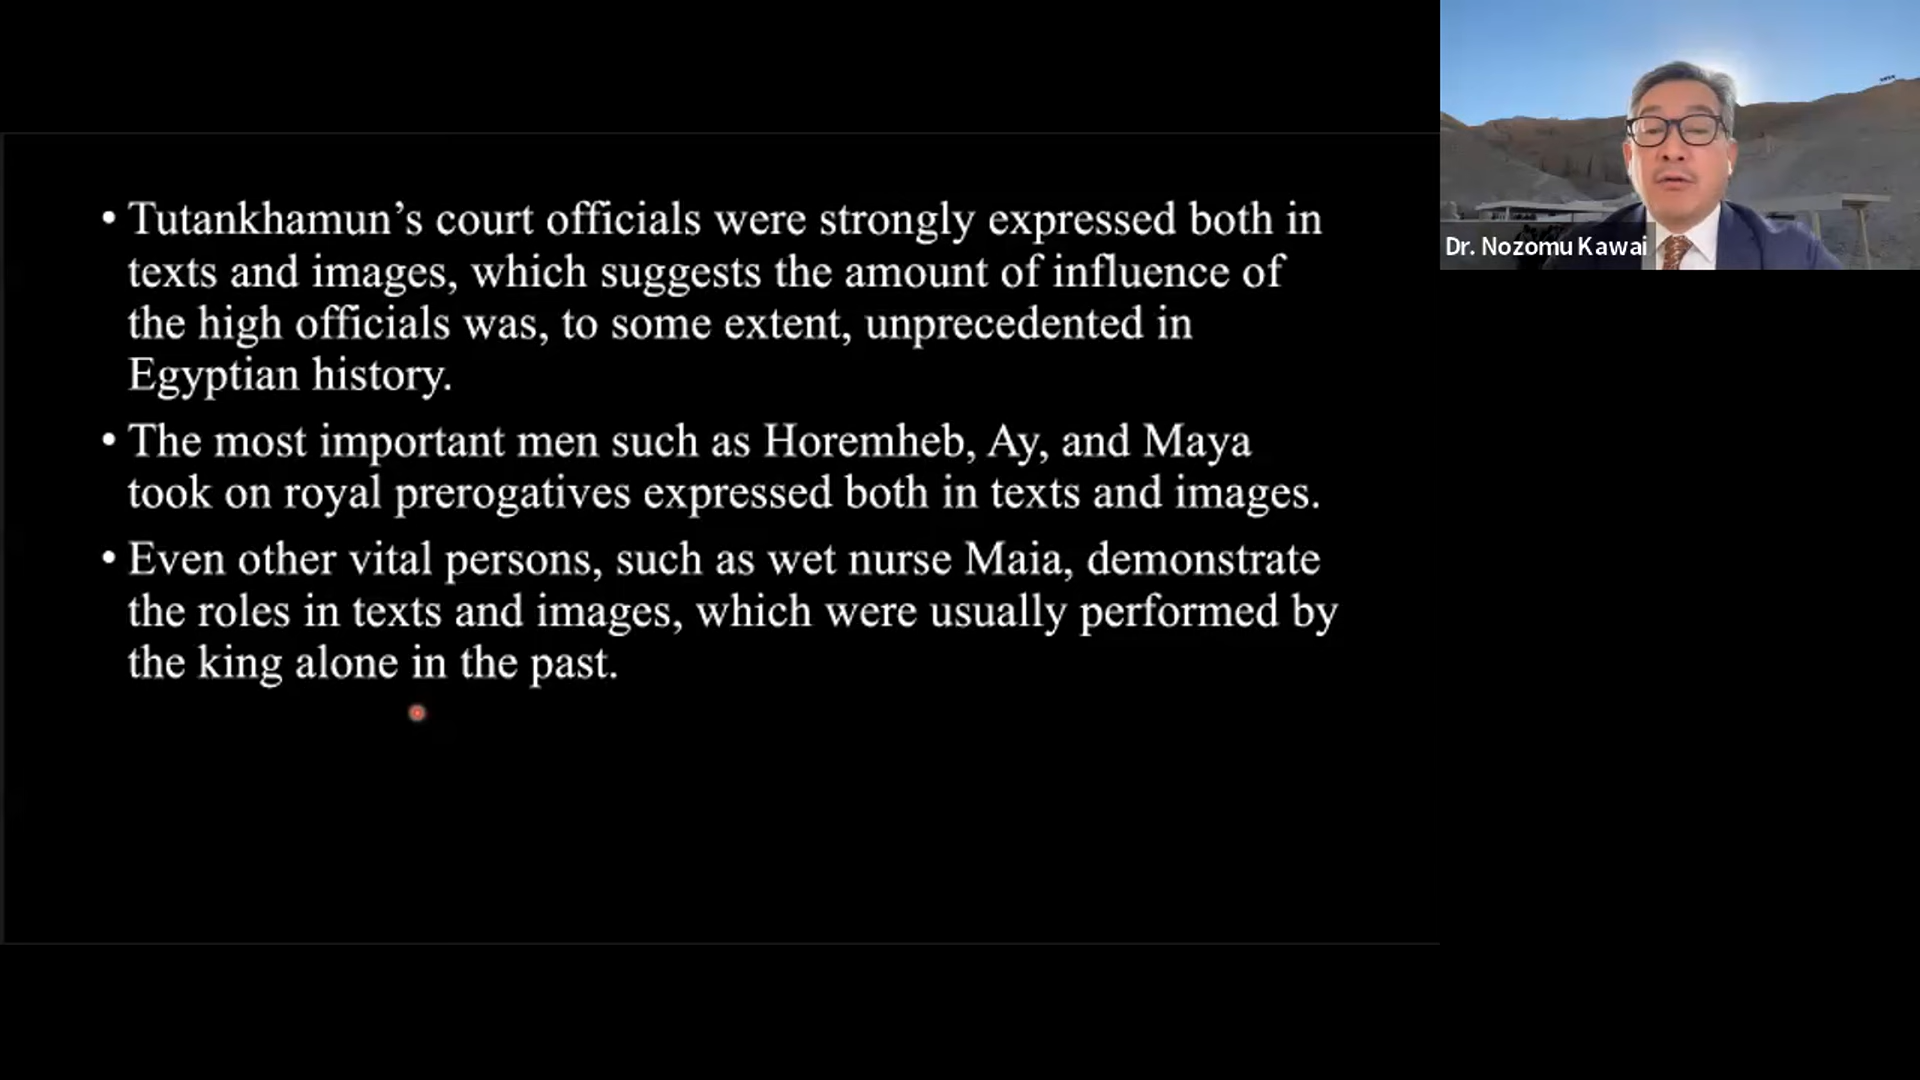 • Tutankhamun’s court officials were strongly expressed both in
texts and images, which suggests the amount of influence of
the high officials was, to some extent, unprecedented in
Egyptian history.
• The most important men such as Horemheb, Ay, and Maya
took on royal prerogatives expressed both in texts and images.
• Even other vital persons, such as wet nurse Maia, demonstrate
the roles in texts and images, which were usually performed by
the king alone in the past.
Dr. Nozomu Kawai